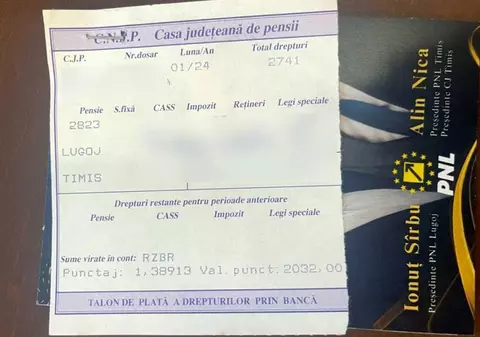 C.N.J.P. Casa județeană de pensii
C.J.P. Nr.dosar Luna/An Total drepturi
01/24 2741
Pensie S.fixă CASS Impozit Rețineri Legi speciale
2823
LUGOJ
TIMIS
Drepturi restante pentru perioade anterioare
Pensie CASS Impozit Legi speciale
Sume virate în cont: RZBR
Punctaj: 1,38913 Val. punct: 2032,00
TALON DE PLATĂ A DREPTURILOR PRIN BANCĂ
Alin Nica
Președinte PNL Timiș
Președinte CJ Timiș
Ionuț Sîrbu
Președinte PNL Lugoj
PNL